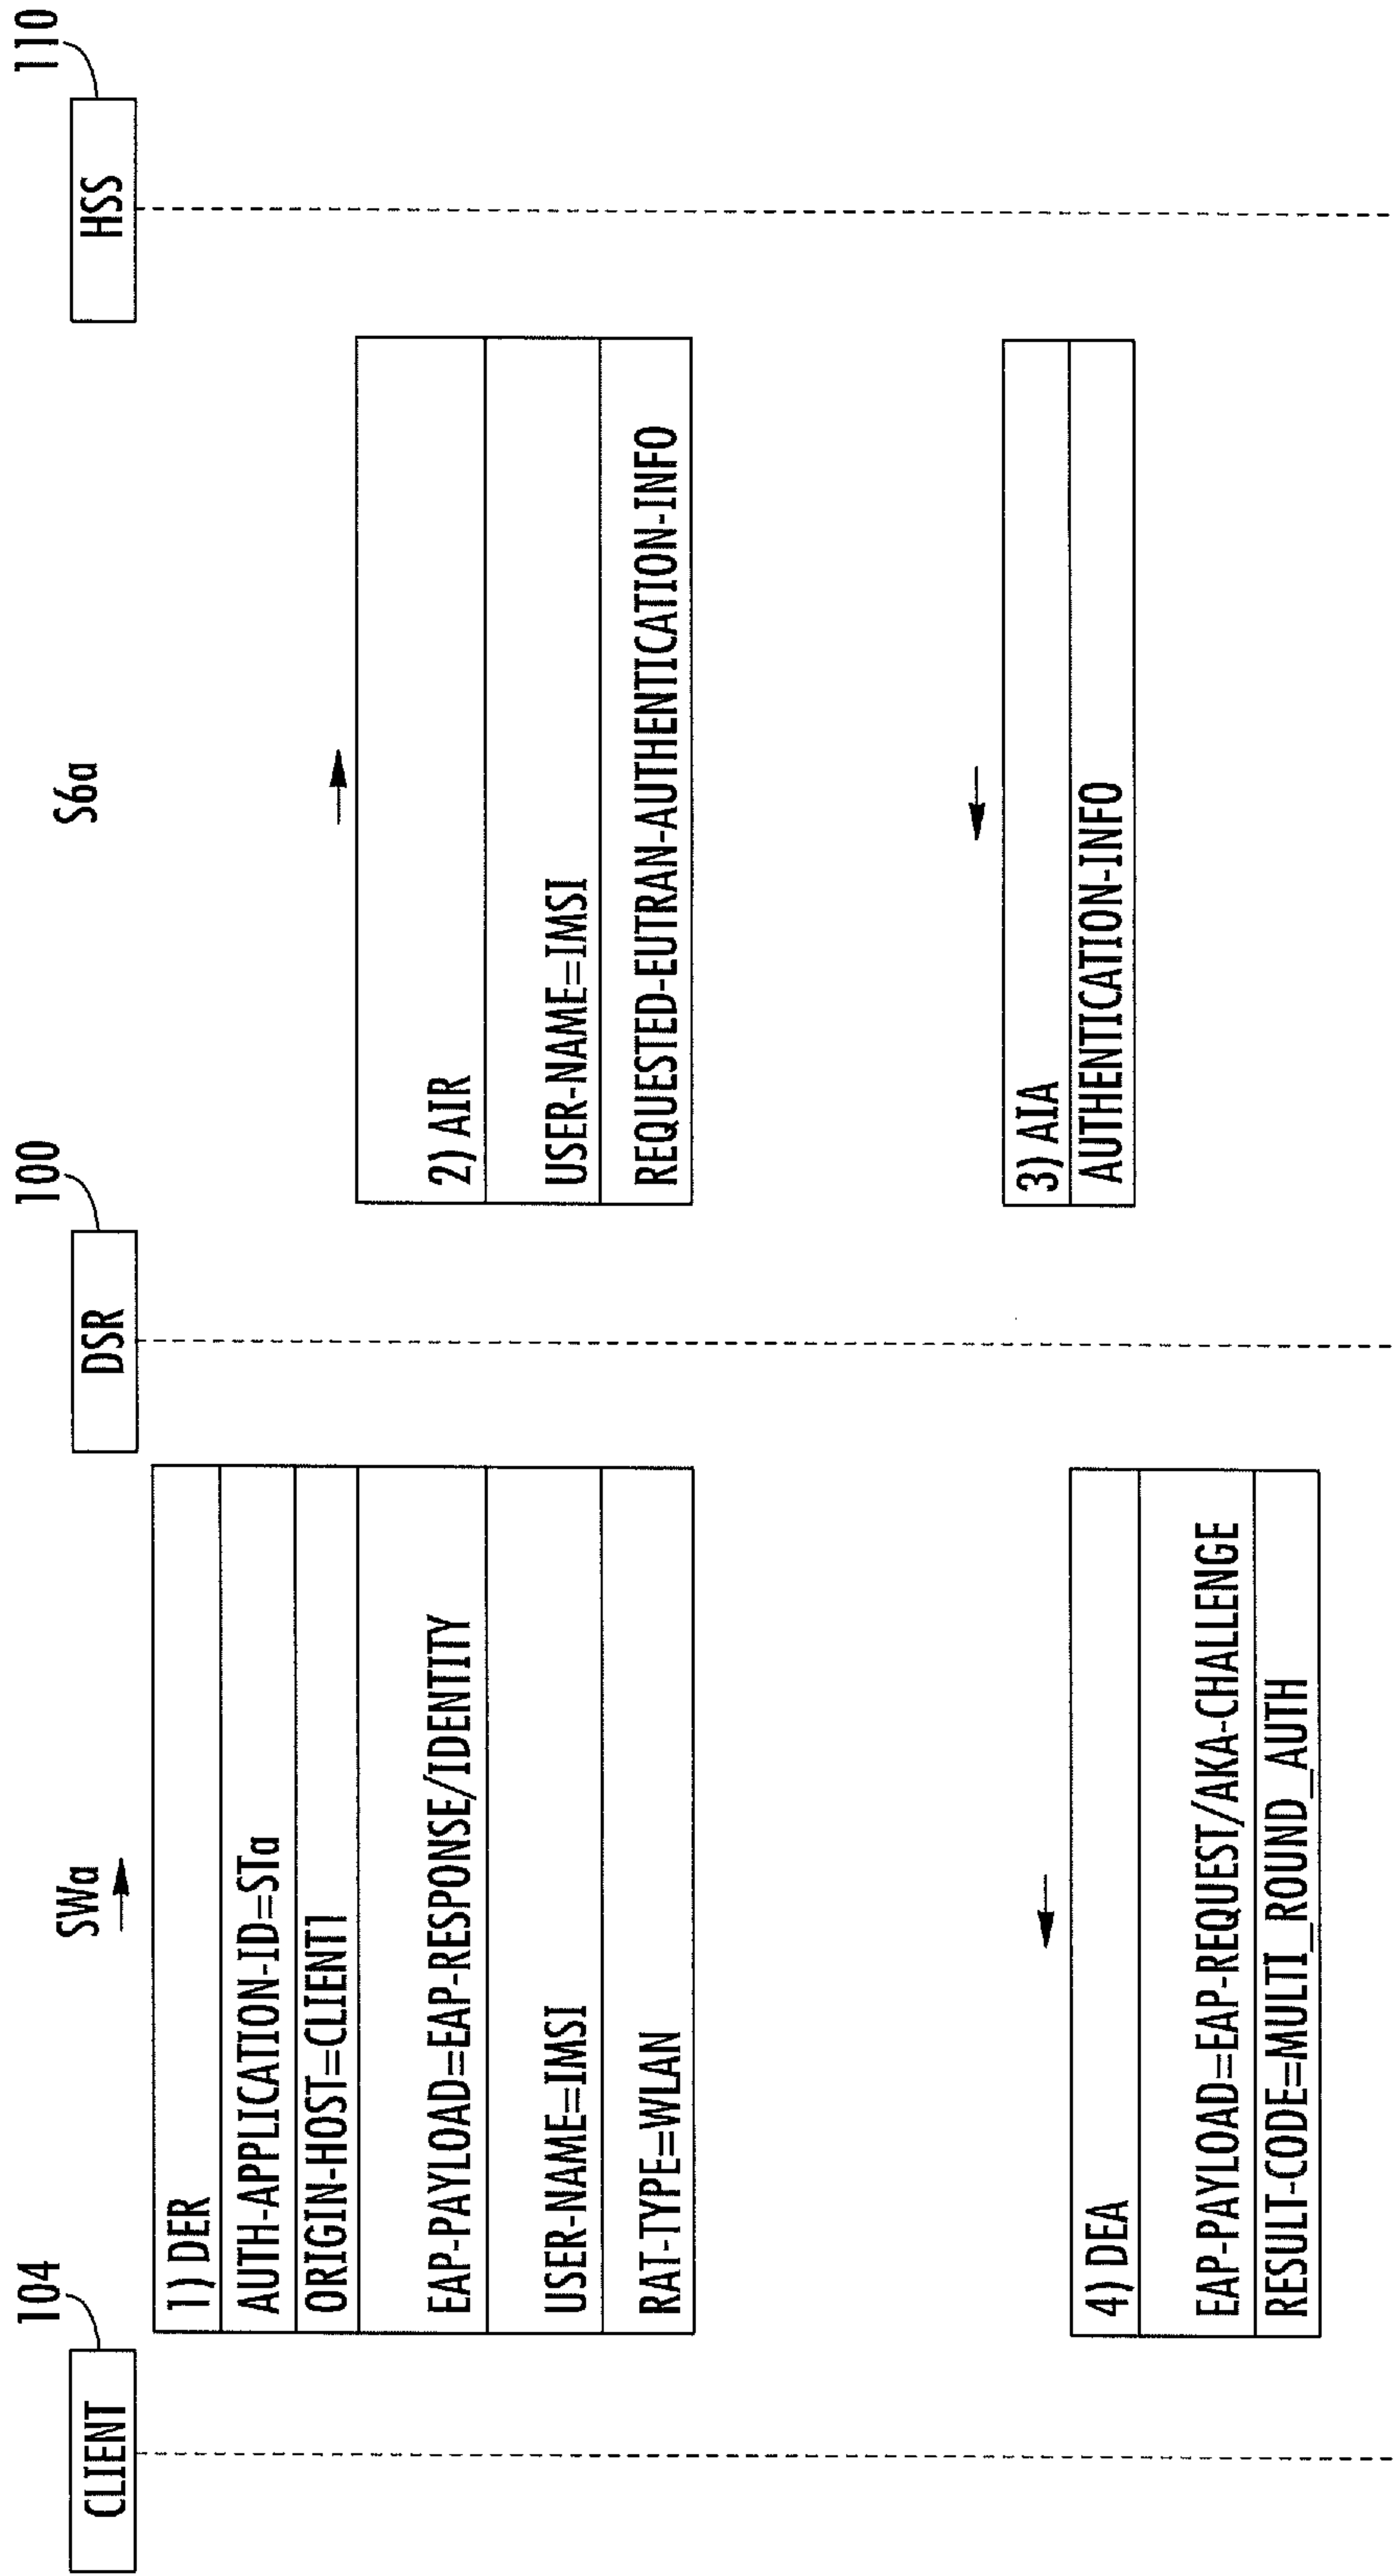 104
100
110
CLIENT
DSR
HSS
SWa
S6a
1) DER
AUTH-APPLICATION-ID=STa
ORIGIN-HOST=CLIENT1
EAP-PAYLOAD=EAP-RESPONSE/IDENTITY
USER-NAME=IMSI
RAT-TYPE=WLAN
2) AIR
USER-NAME=IMSI
REQUESTED-EUTRAN-AUTHENTICATION-INFO
3) AIA
AUTHENTICATION-INFO
4) DEA
EAP-PAYLOAD=EAP-REQUEST/AKA-CHALLENGE
RESULT-CODE=MULTI_ROUND_AUTH